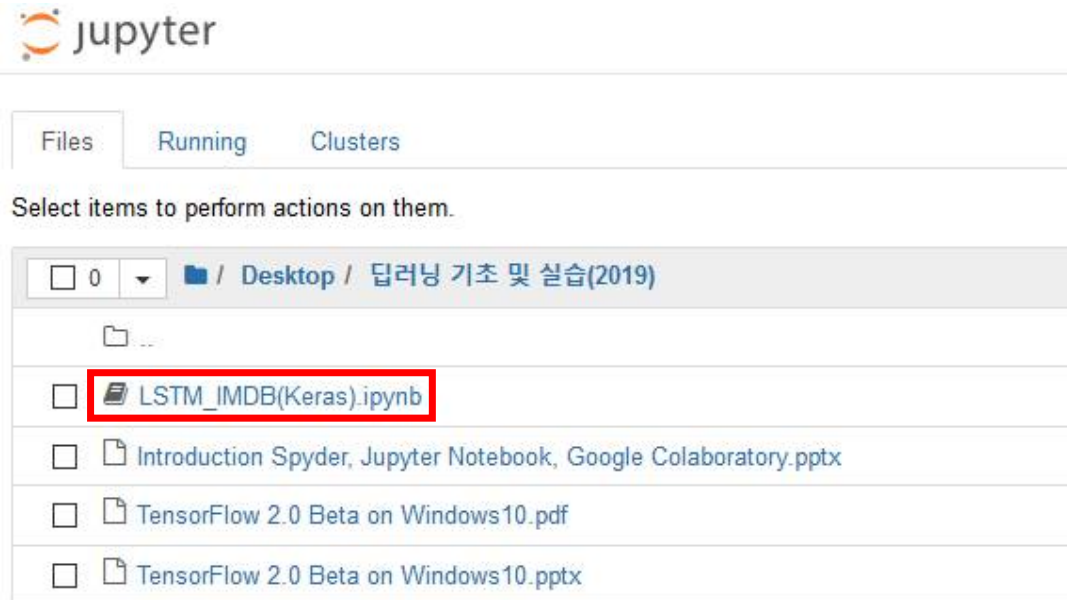 jupyter
Files Running Clusters
Select items to perform actions on them.
0 / Desktop / 딥러닝 기초 및 실습(2019)
..
LSTM_IMDB(Keras).ipynb
Introduction Spyder, Jupyter Notebook, Google Colaboratory.pptx
TensorFlow 2.0 Beta on Windows10.pdf
TensorFlow 2.0 Beta on Windows10.pptx